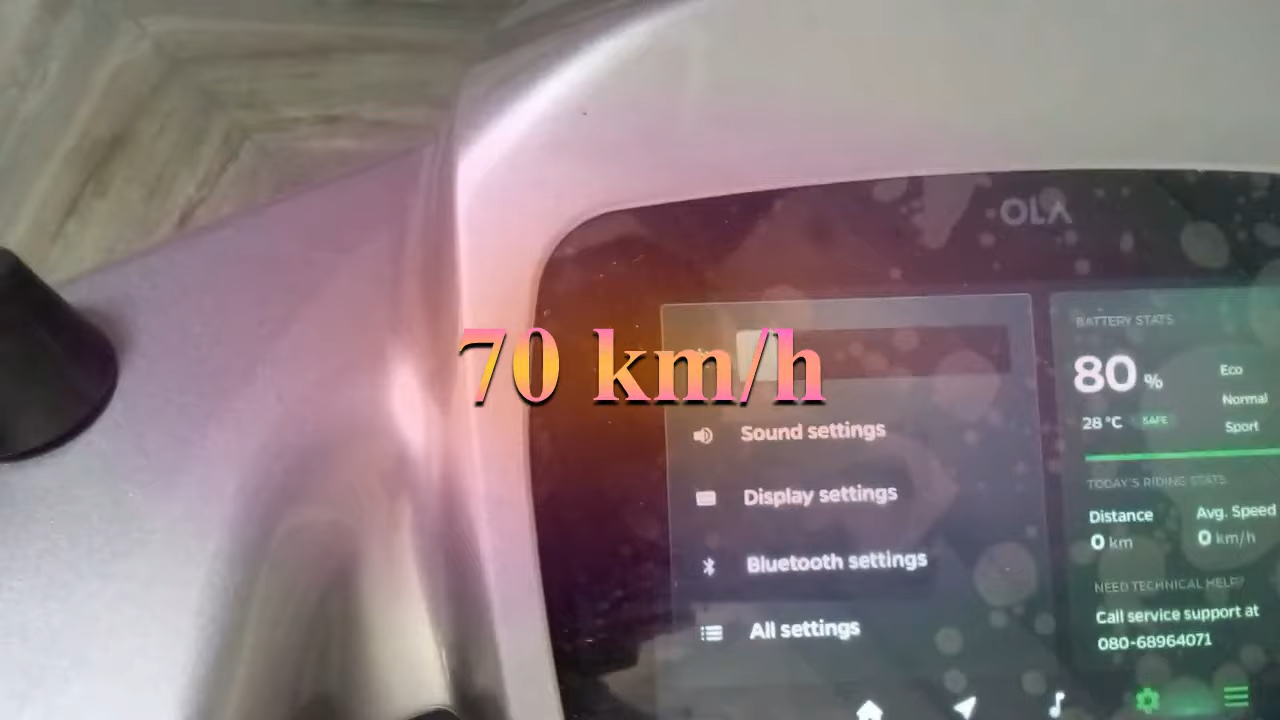 OLA
70 km/h
Sound settings
Display settings
Bluetooth settings
All settings
BATTERY STATS
80 %
Eco
Normal
Sport
28 °C SAFE
TODAY'S RIDING STATS
Distance Avg. Speed
0 km 0 km/h
NEED TECHNICAL HELP?
Call service support at
080-68964071